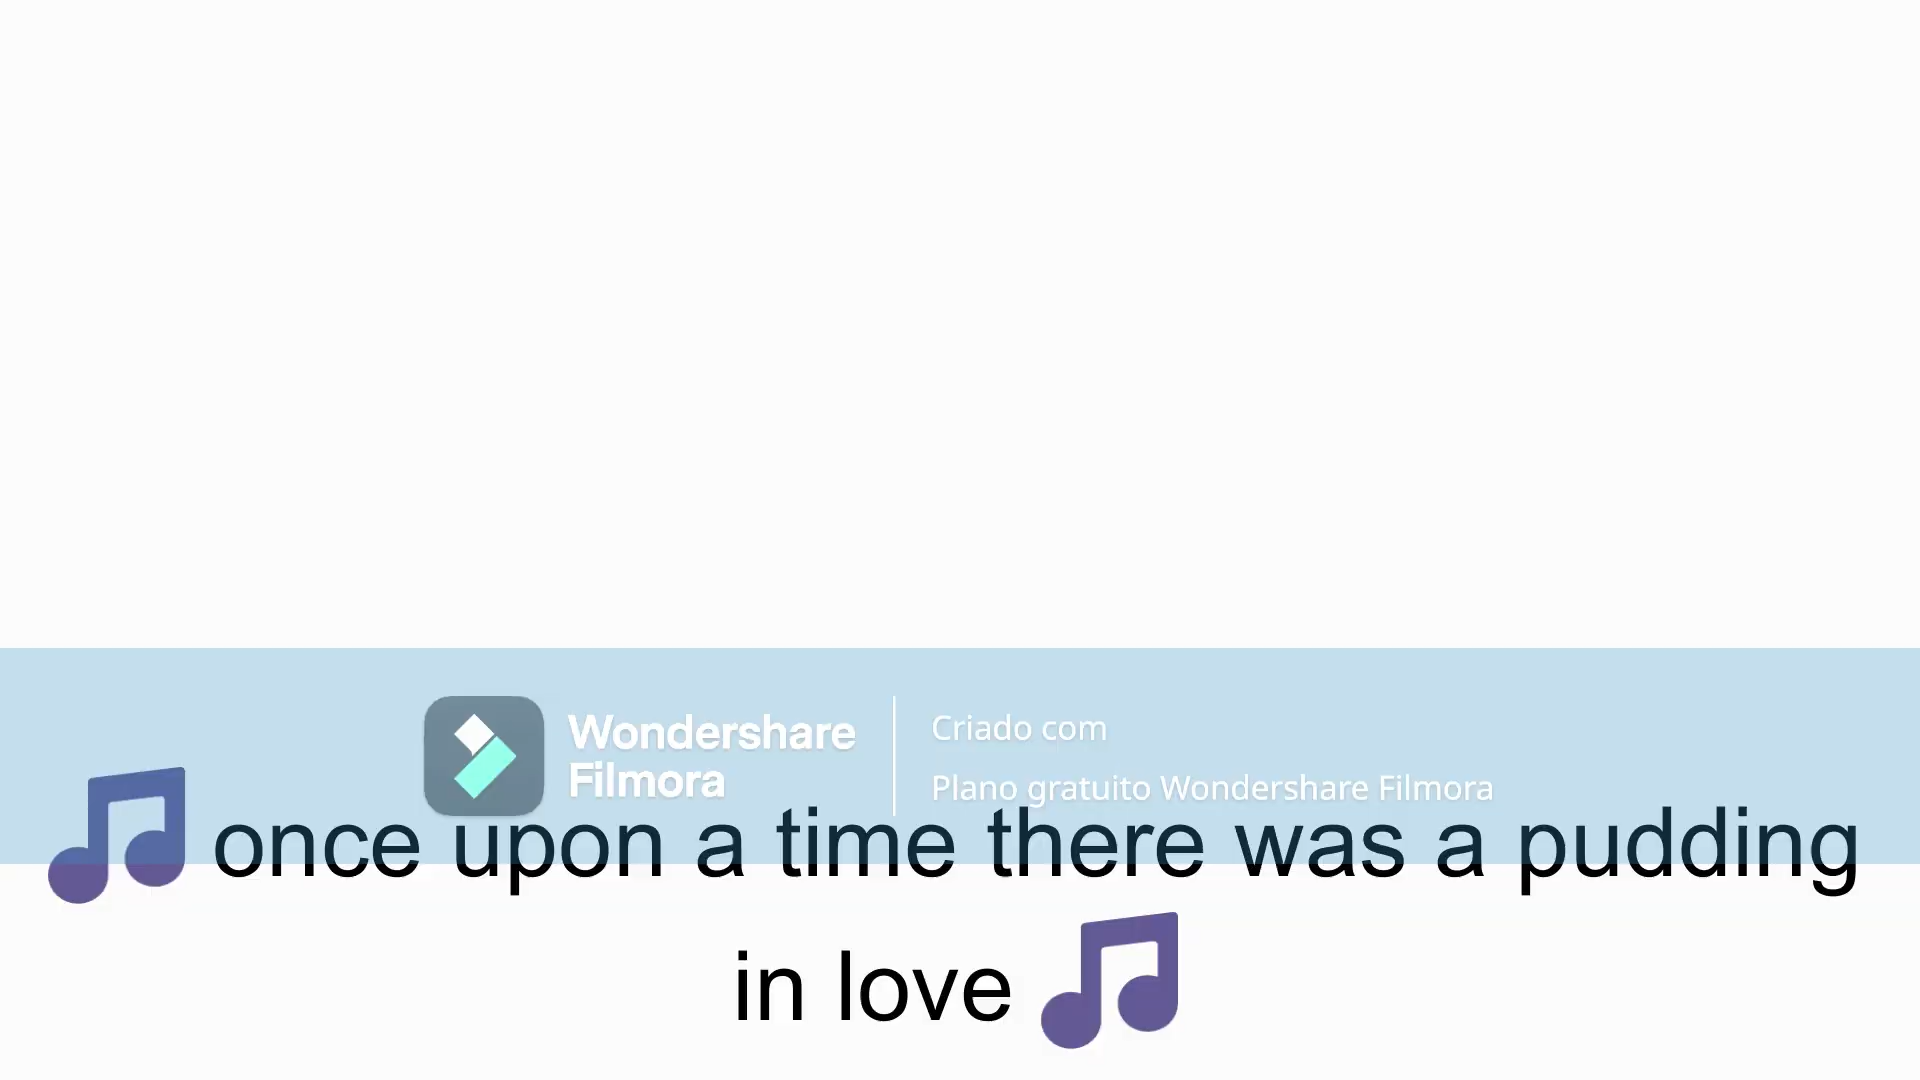 Wondershare
Filmora
Criado com
Plano gratuito Wondershare Filmora
🎵 once upon a time there was a pudding
in love 🎵